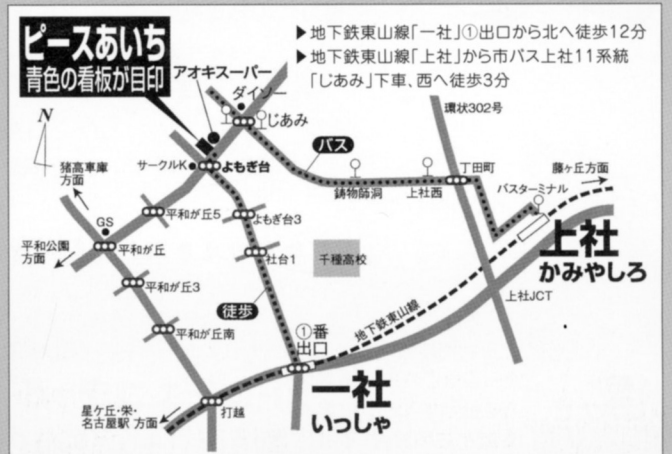 ピースあいち
青色の看板が目印
▶地下鉄東山線「一社」①出口から北へ徒歩12分
▶地下鉄東山線「上社」から市バス上社11系統
「じあみ」下車、西へ徒歩3分
アオキスーパー
ダイソー
じあみ
環状302号
N
バス
猪高車庫
方面
サークルK
よもぎ台
鋳物師洞
上社西
丁田町
藤ヶ丘方面
バスターミナル
GS
平和が丘5
よもぎ台3
平和公園
方面
平和が丘
社台1
千種高校
上社
かみやしろ
平和が丘3
徒歩
上社JCT
平和が丘南
①番
出口
地下鉄東山線
一社
いっしゃ
星ケ丘・栄・
名古屋駅 方面
打越